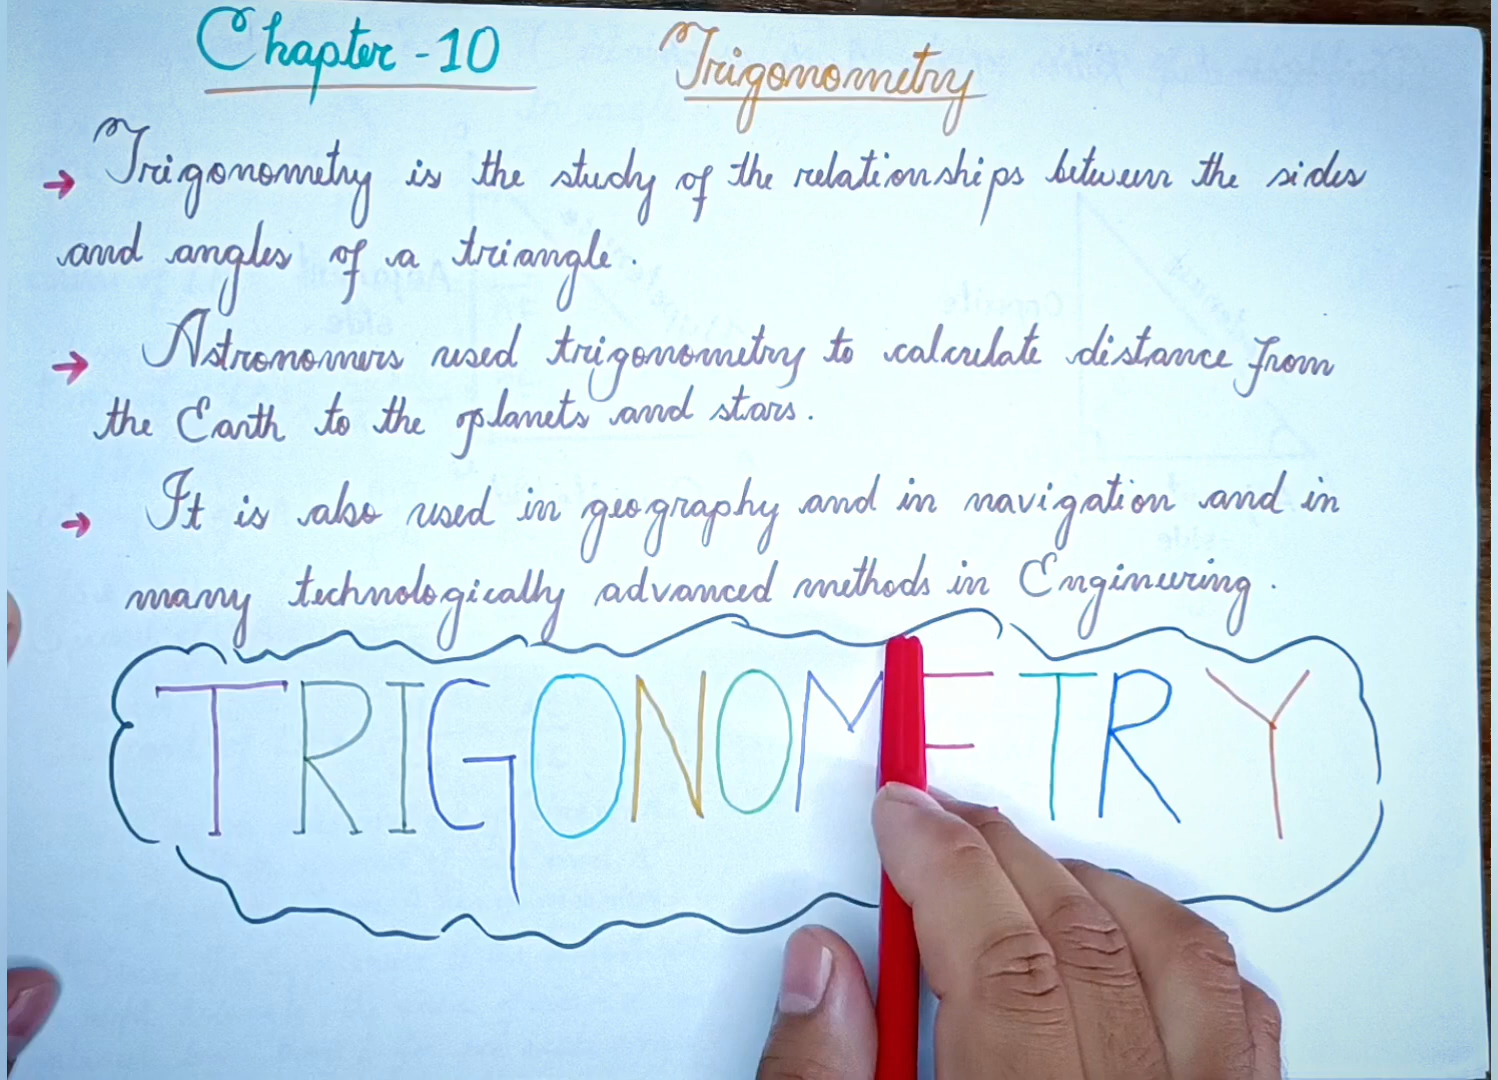 Chapter - 10 Trigonometry
→ Trigonometry is the study of the relationships between the sides
and angles of a triangle.
→ Astronomers used trigonometry to calculate distance from
the Earth to the planets and stars.
→ It is also used in geography and in navigation and in
many technologically advanced methods in Engineering.
TRIGONOMETRY